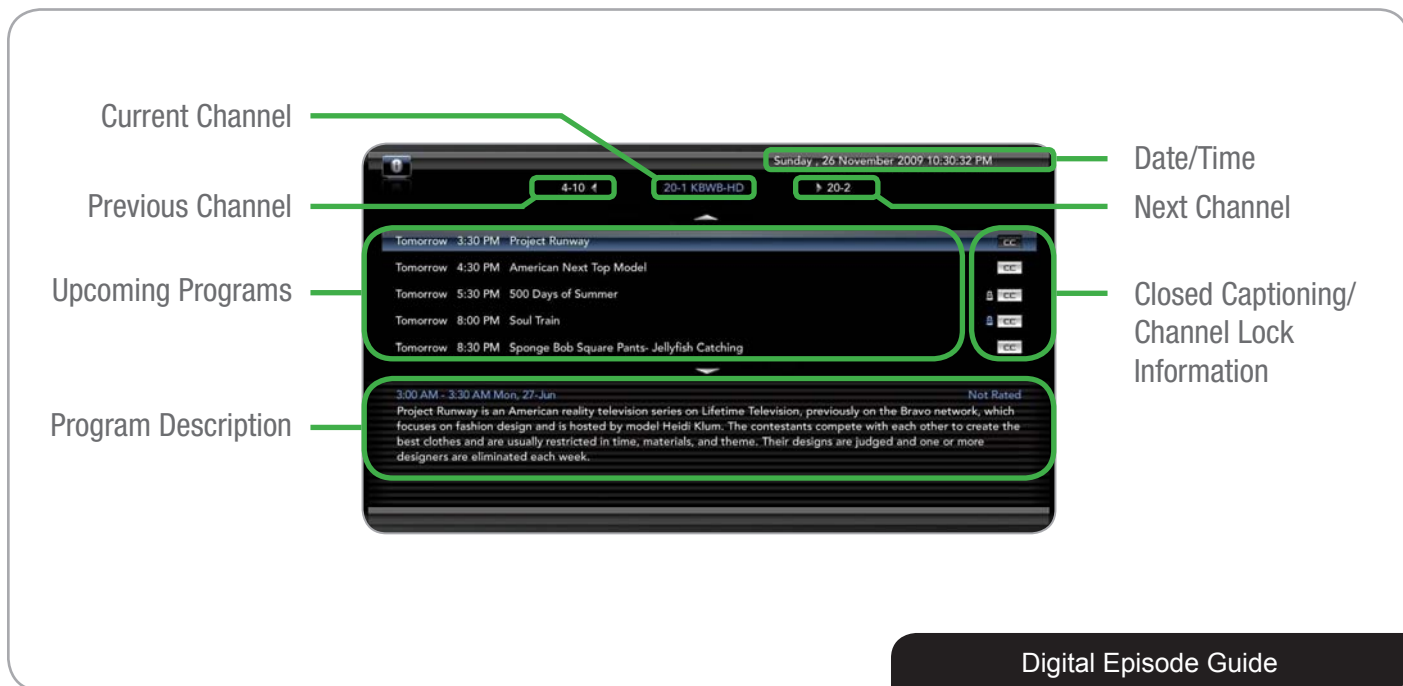 Current Channel
Previous Channel
Upcoming Programs
Program Description
Sunday , 26 November 2009 10:30:32 PM
4-10
20-1 KBWB-HD
20-2
Tomorrow 3:30 PM Project Runway CC
Tomorrow 4:30 PM American Next Top Model CC
Tomorrow 5:30 PM 500 Days of Summer CC
Tomorrow 8:00 PM Soul Train CC
Tomorrow 8:30 PM Sponge Bob Square Pants- Jellyfish Catching CC
3:00 AM - 3:30 AM Mon, 27-Jun Not Rated
Project Runway is an American reality television series on Lifetime Television, previously on the Bravo network, which
focuses on fashion design and is hosted by model Heidi Klum. The contestants compete with each other to create the
best clothes and are usually restricted in time, materials, and theme. Their designs are judged and one or more
designers are eliminated each week.
Date/Time
Next Channel
Closed Captioning/
Channel Lock
Information
Digital Episode Guide